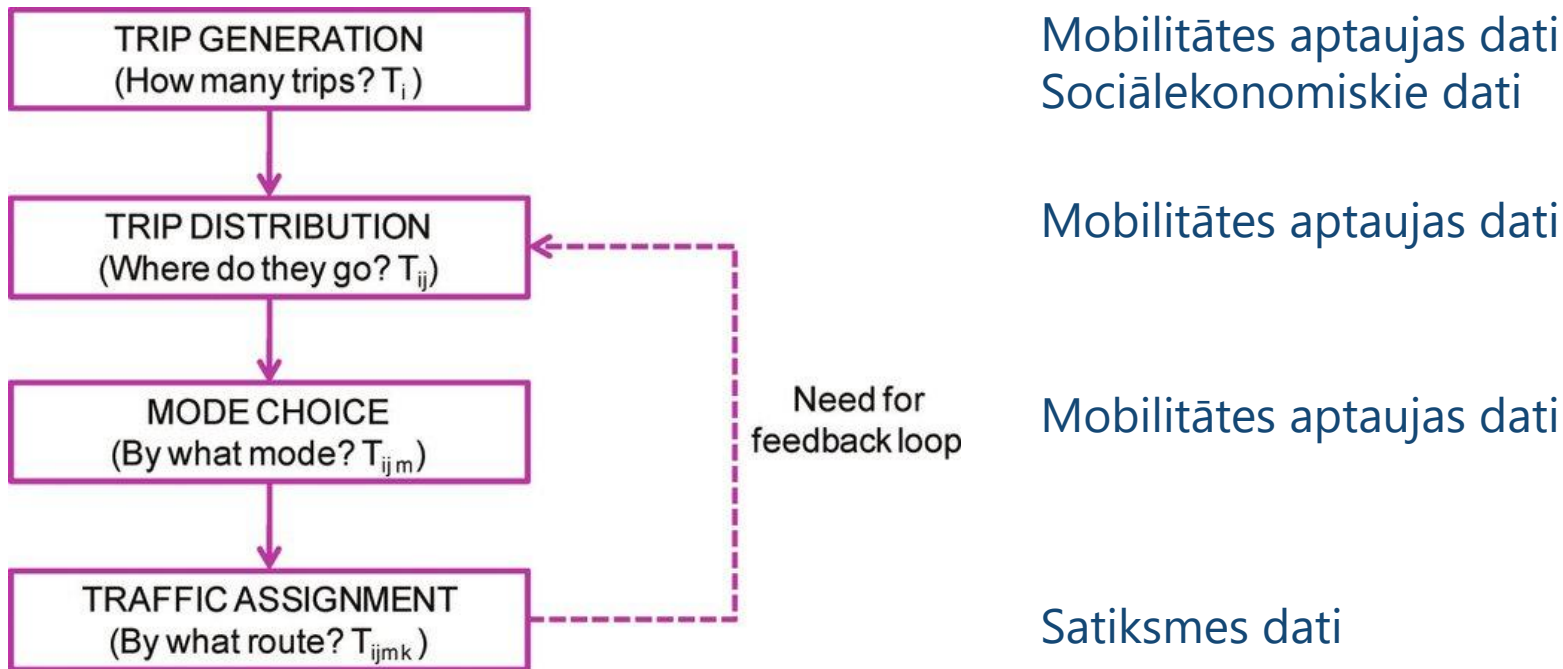 TRIP GENERATION
(How many trips? Ti )
Mobilitātes aptaujas dati
Sociālekonomiskie dati
TRIP DISTRIBUTION
(Where do they go? Tij)
Mobilitātes aptaujas dati
MODE CHOICE
(By what mode? Tijm)
Need for
feedback loop
Mobilitātes aptaujas dati
TRAFFIC ASSIGNMENT
(By what route? Tijmk)
Satiksmes dati